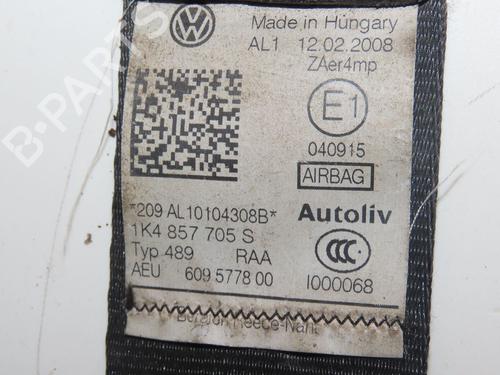 Made in Hungary
AL1 12.02.2008
ZAer4mp
E1
040915
AIRBAG
*209 AL10104308B*
Autoliv
1K4 857 705 S
Typ 489 RAA
AEU 609 5778 00
CCC
I000068
B-PARTS